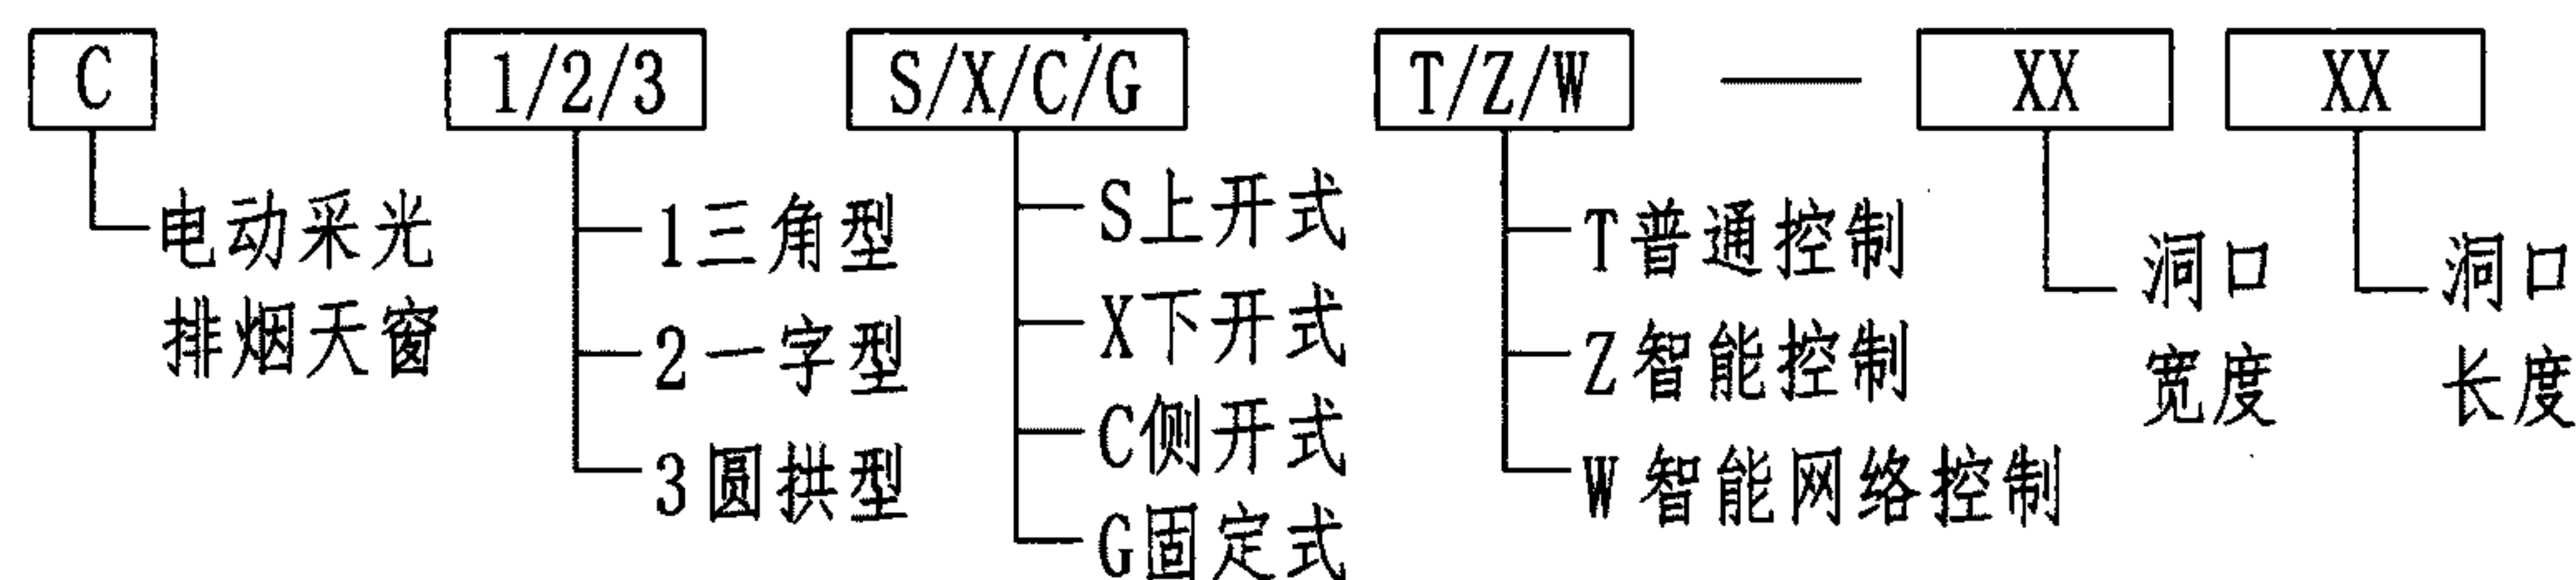 C 1/2/3 S/X/C/G T/Z/W — XX XX
电动采光
排烟天窗
1三角型
2一字型
3圆拱型
S上开式
X下开式
C侧开式
G固定式
T普通控制
Z智能控制
W智能网络控制
洞口
宽度
洞口
长度